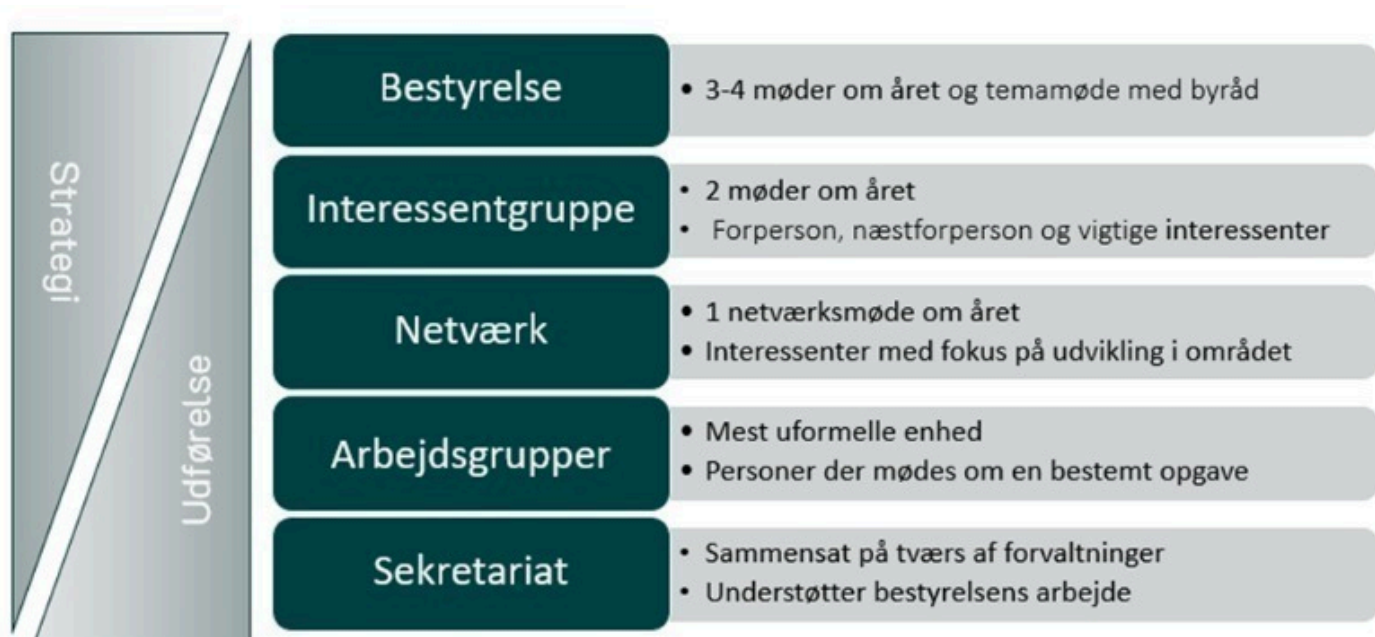 Strategi
Udførelse
Bestyrelse
• 3-4 møder om året og temamøde med byråd
Interessentgruppe
• 2 møder om året
• Forperson, næstforperson og vigtige interessenter
Netværk
• 1 netværksmøde om året
• Interessenter med fokus på udvikling i området
Arbejdsgrupper
• Mest uformelle enhed
• Personer der mødes om en bestemt opgave
Sekretariat
• Sammensat på tværs af forvaltninger
• Understøtter bestyrelsens arbejde